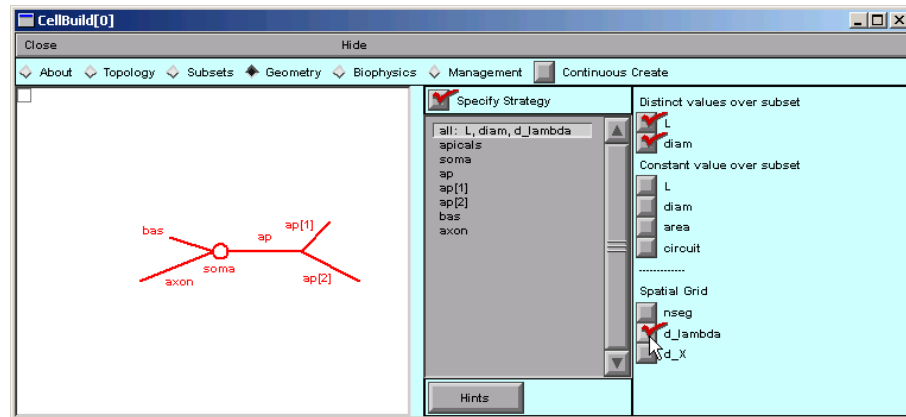 CellBuild[0]
Close Hide
About Topology Subsets Geometry Biophysics Management Continuous Create
bas
ap
ap[1]
soma
axon
ap[2]
Specify Strategy
all: L, diam, d_lambda
apicals
soma
ap
ap[1]
ap[2]
bas
axon
Hints
Distinct values over subset
L
diam
Constant value over subset
L
diam
area
circuit
-------------
Spatial Grid
nseg
d_lambda
d_X